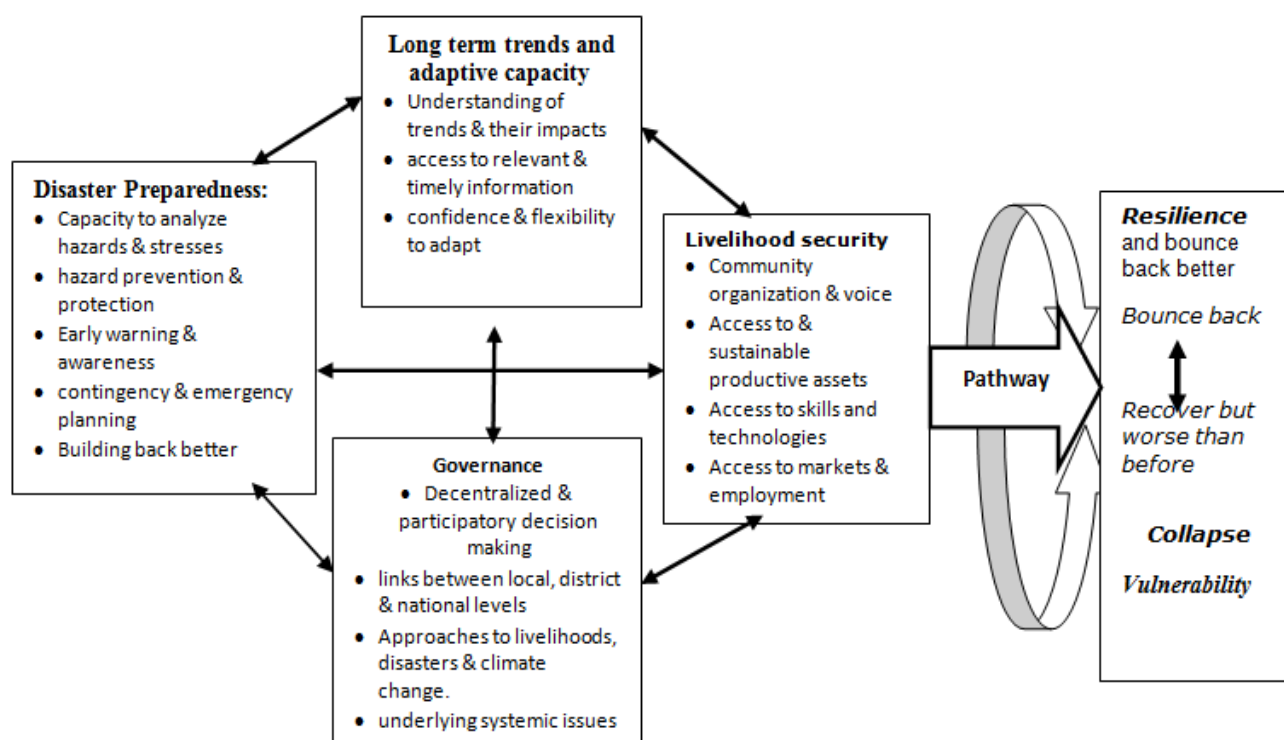 Long term trends and
adaptive capacity
● Understanding of
trends & their impacts
● access to relevant &
timely information
● confidence & flexibility
to adapt
Disaster Preparedness:
● Capacity to analyze
hazards & stresses
● hazard prevention &
protection
● Early warning &
awareness
● contingency & emergency
planning
● Building back better
Livelihood security
● Community
organization & voice
● Access to &
sustainable
productive assets
● Access to skills and
technologies
● Access to markets &
employment
Governance
● Decentralized &
participatory decision
making
● links between local, district
& national levels
● Approaches to livelihoods,
disasters & climate
change.
● underlying systemic issues
Pathway
Resilience
and bounce
back better
Bounce back
Recover but
worse than
before
Collapse
Vulnerability